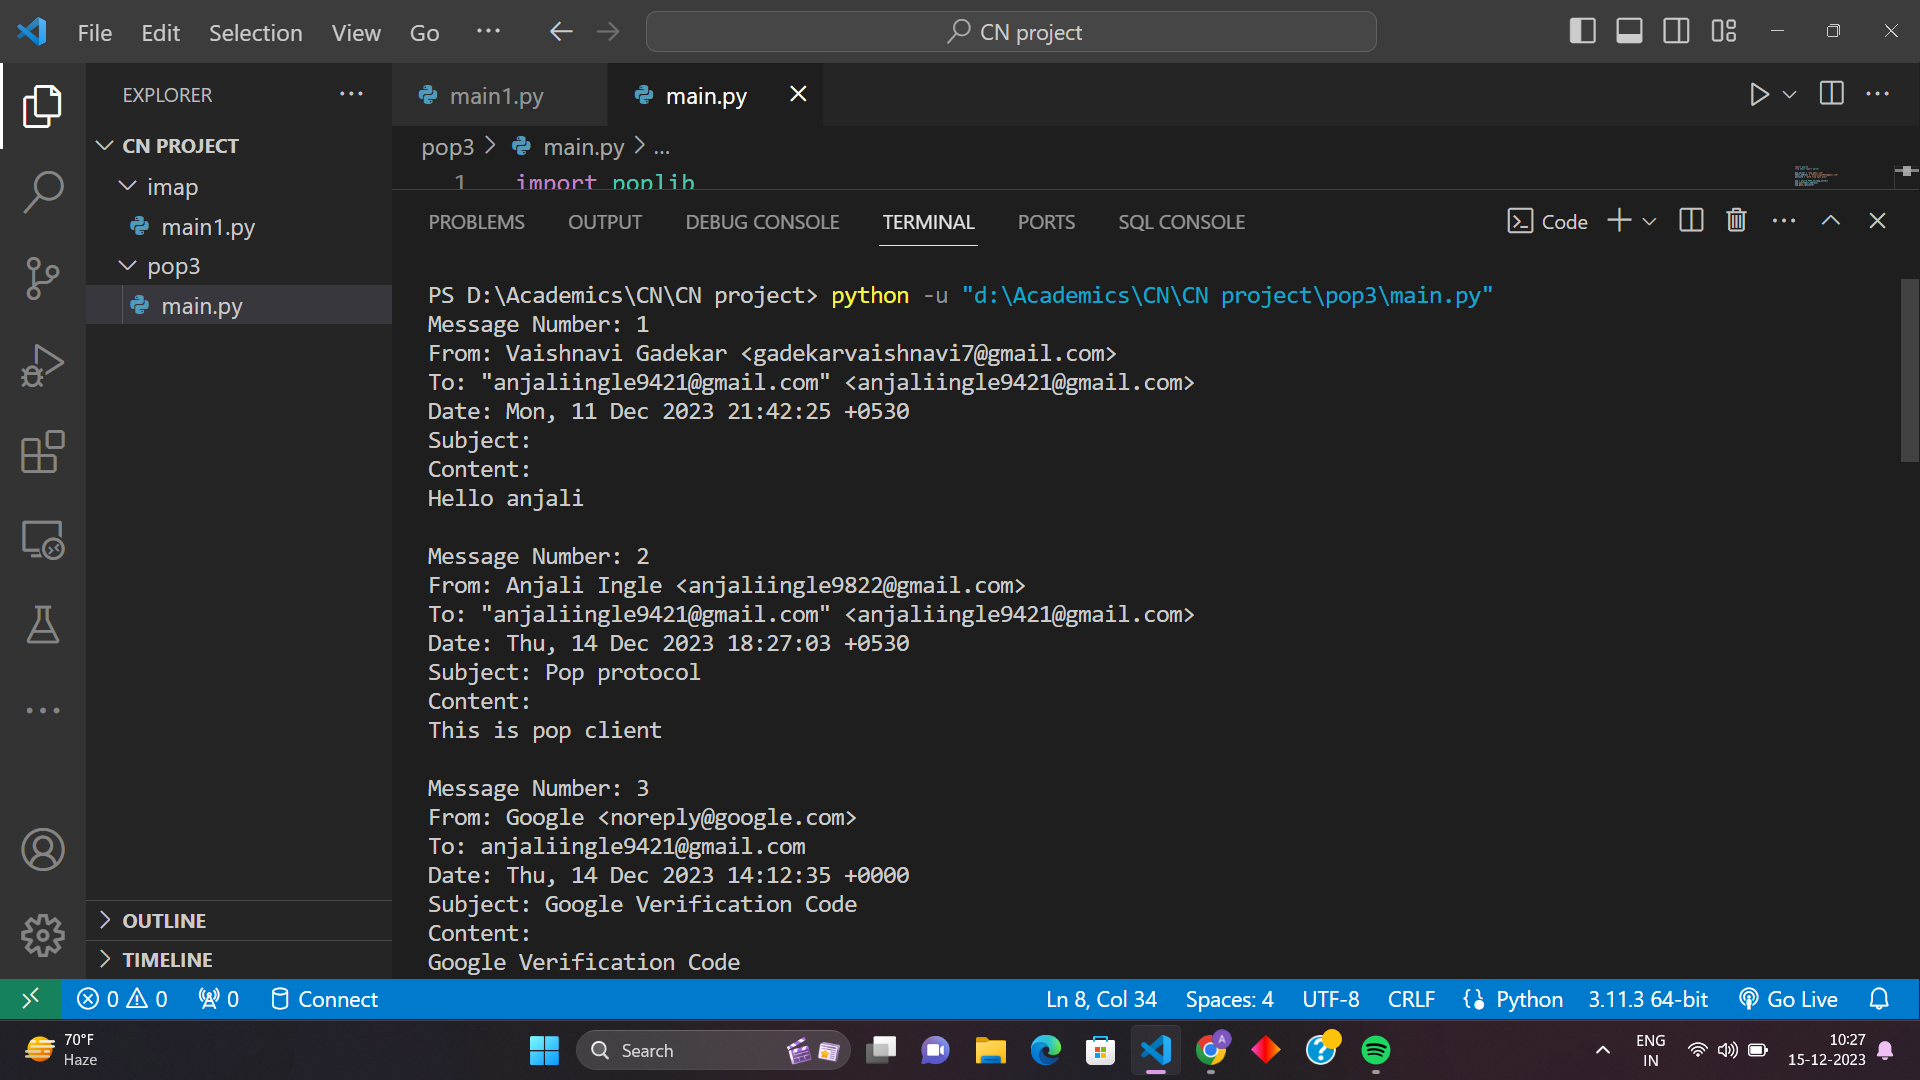 File Edit Selection View Go ··· CN project
EXPLORER ···
main1.py
main.py
CN PROJECT
pop3 > main.py > ...
imap
1 import poplib
main1.py
pop3
main.py
PROBLEMS OUTPUT DEBUG CONSOLE TERMINAL PORTS SQL CONSOLE Code
PS D:\Academics\CN\CN project> python -u "d:\Academics\CN\CN project\pop3\main.py"
Message Number: 1
From: Vaishnavi Gadekar <gadekarvaishnavi7@gmail.com>
To: "anjaliingle9421@gmail.com" <anjaliingle9421@gmail.com>
Date: Mon, 11 Dec 2023 21:42:25 +0530
Subject:
Content:
Hello anjali
Message Number: 2
From: Anjali Ingle <anjaliingle9822@gmail.com>
To: "anjaliingle9421@gmail.com" <anjaliingle9421@gmail.com>
Date: Thu, 14 Dec 2023 18:27:03 +0530
Subject: Pop protocol
Content:
This is pop client
Message Number: 3
From: Google <noreply@google.com>
To: anjaliingle9421@gmail.com
Date: Thu, 14 Dec 2023 14:12:35 +0000
Subject: Google Verification Code
Content:
Google Verification Code
OUTLINE
TIMELINE
0 0 0 Connect Ln 8, Col 34 Spaces: 4 UTF-8 CRLF Python 3.11.3 64-bit Go Live
70°F
Haze
Search
A
ENG
IN
10:27
15-12-2023